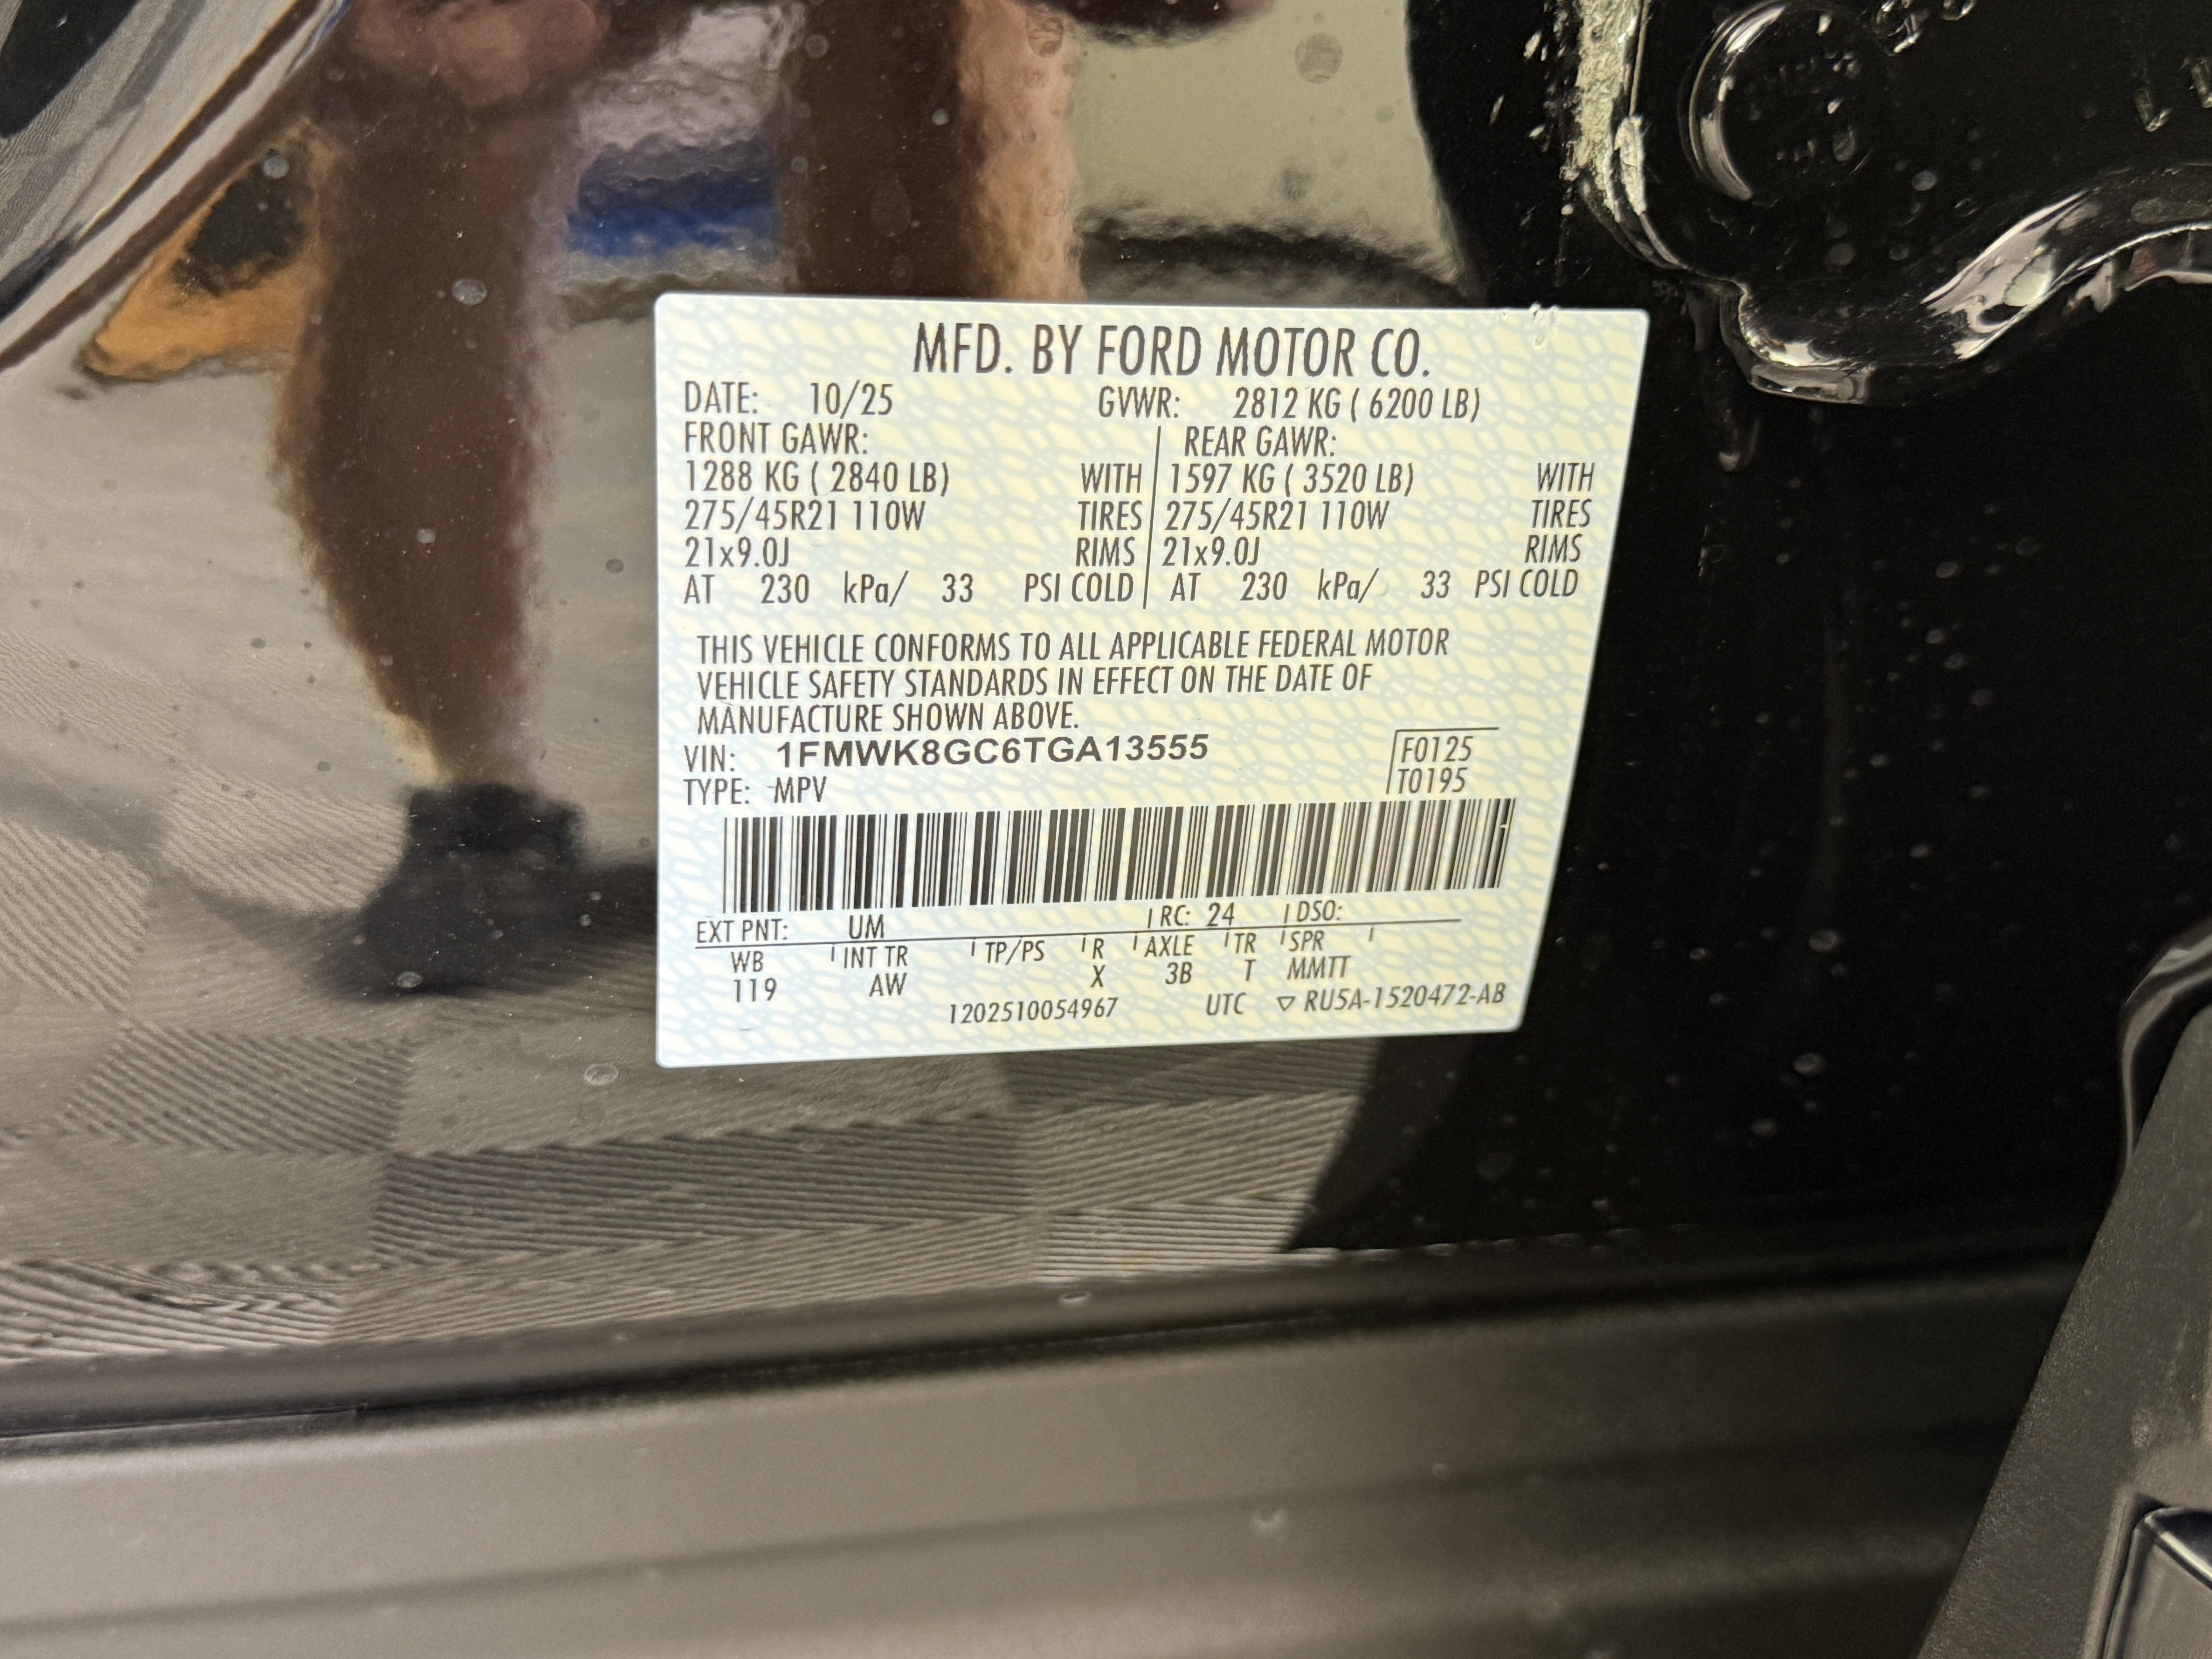 MFD. BY FORD MOTOR CO.
DATE: 10/25 GVWR: 2812 KG ( 6200 LB)
FRONT GAWR: REAR GAWR:
1288 KG ( 2840 LB) WITH 1597 KG ( 3520 LB) WITH
275/45R21 110W TIRES 275/45R21 110W TIRES
21x9.0J RIMS 21x9.0J RIMS
AT 230 kPa/ 33 PSI COLD AT 230 kPa/ 33 PSI COLD
THIS VEHICLE CONFORMS TO ALL APPLICABLE FEDERAL MOTOR
VEHICLE SAFETY STANDARDS IN EFFECT ON THE DATE OF
MANUFACTURE SHOWN ABOVE.
VIN: 1FMWK8GC6TGA13555 F0125
TYPE: MPV T0195
EXT PNT: UM RC: 24 DSO:
WB INT TR TP/PS R AXLE TR SPR
119 AW X 3B T MMTT
1202510054967 UTC ▽ RU5A-1520472-AB